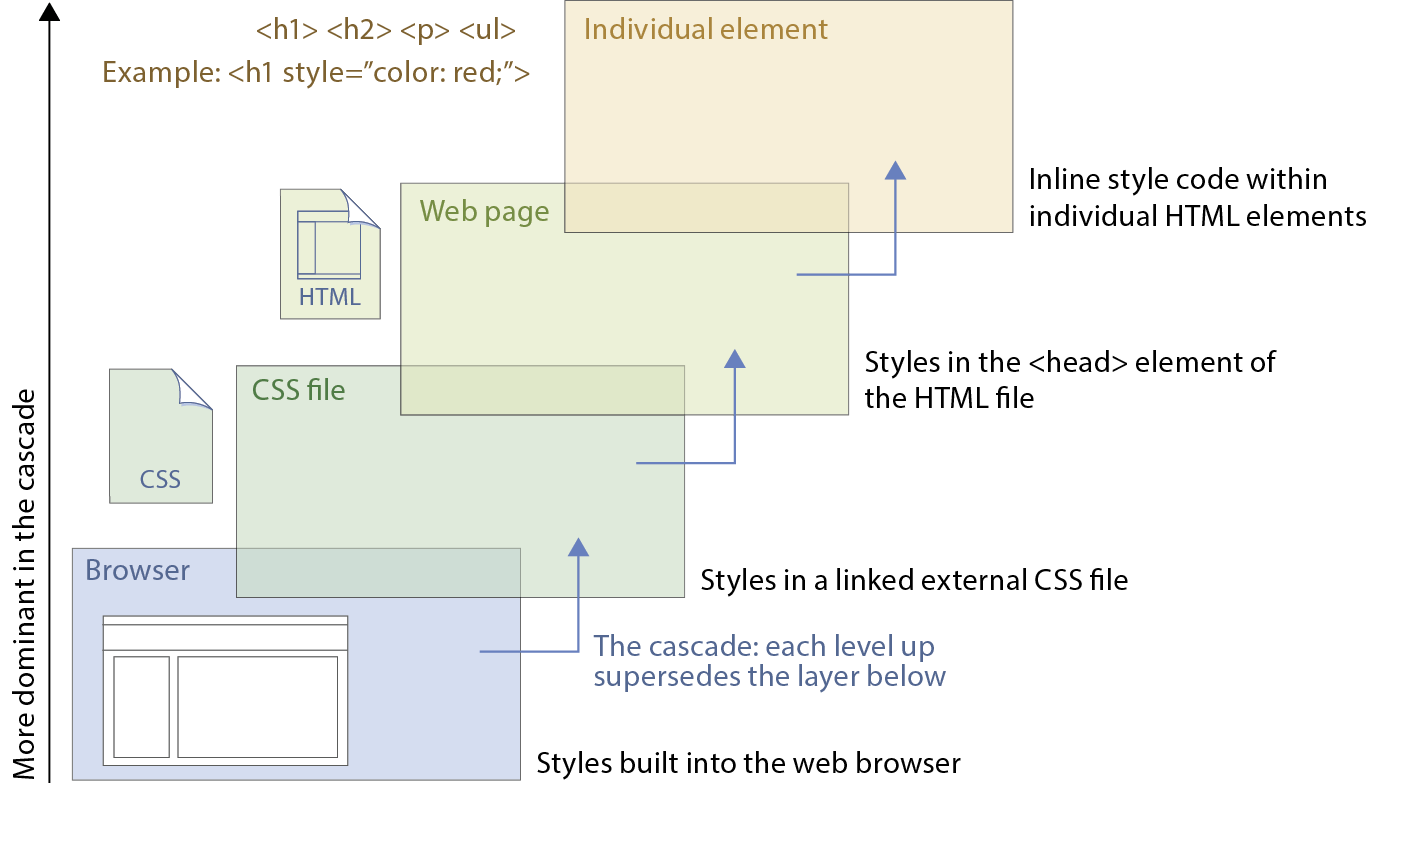 <h1> <h2> <p> <ul>
Example: <h1 style=”color: red;”>
Individual element
Inline style code within
individual HTML elements
Web page
HTML
Styles in the <head> element of
the HTML file
CSS file
CSS
Styles in a linked external CSS file
Browser
The cascade: each level up
supersedes the layer below
Styles built into the web browser
More dominant in the cascade